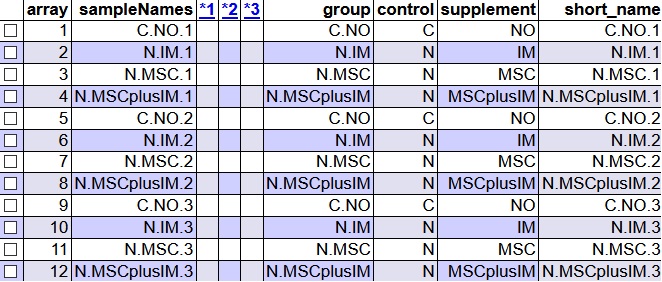 array sampleNames *1 *2 *3 group control supplement short_name
1 C.NO.1 C.NO C NO C.NO.1
2 N.IM.1 N.IM N IM N.IM.1
3 N.MSC.1 N.MSC N MSC N.MSC.1
4 N.MSCplusIM.1 N.MSCplusIM N MSCplusIM N.MSCplusIM.1
5 C.NO.2 C.NO C NO C.NO.2
6 N.IM.2 N.IM N IM N.IM.2
7 N.MSC.2 N.MSC N MSC N.MSC.2
8 N.MSCplusIM.2 N.MSCplusIM N MSCplusIM N.MSCplusIM.2
9 C.NO.3 C.NO C NO C.NO.3
10 N.IM.3 N.IM N IM N.IM.3
11 N.MSC.3 N.MSC N MSC N.MSC.3
12 N.MSCplusIM.3 N.MSCplusIM N MSCplusIM N.MSCplusIM.3